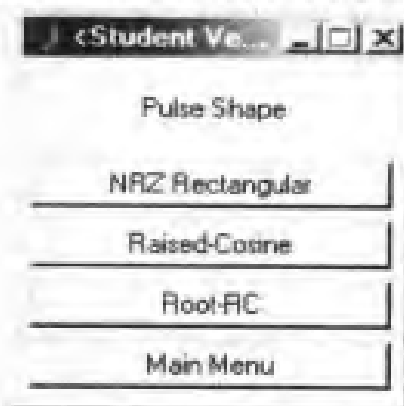 <Student Ve...
Pulse Shape
NRZ Rectangular
Raised-Cosine
Root-RC
Main Menu